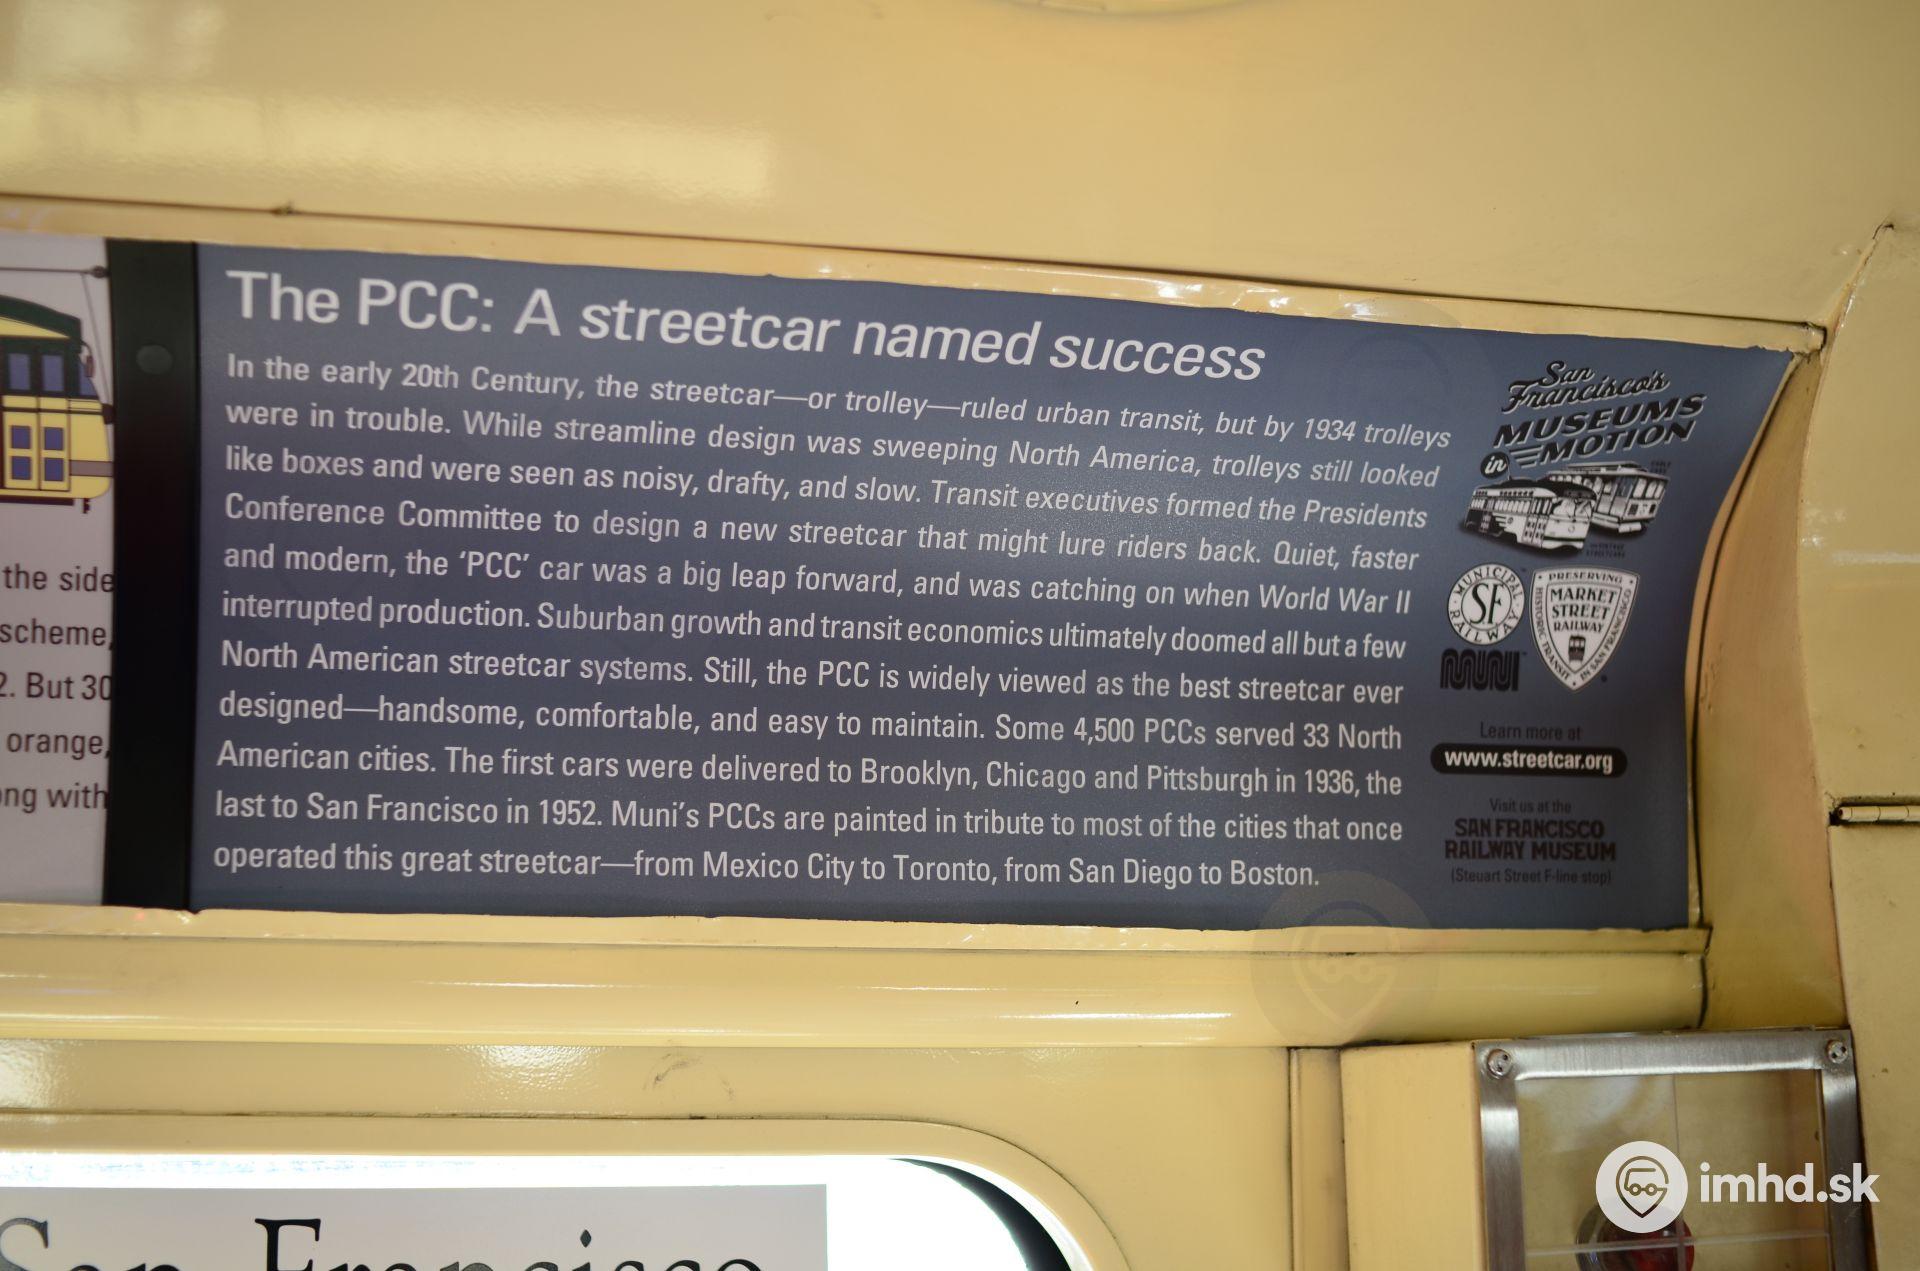 the side
scheme,
2. But 30
orange,
ong with
The PCC: A streetcar named success
In the early 20th Century, the streetcar—or trolley—ruled urban transit, but by 1934 trolleys
were in trouble. While streamline design was sweeping North America, trolleys still looked
like boxes and were seen as noisy, drafty, and slow. Transit executives formed the Presidents
Conference Committee to design a new streetcar that might lure riders back. Quiet, faster
and modern, the ‘PCC’ car was a big leap forward, and was catching on when World War II
interrupted production. Suburban growth and transit economics ultimately doomed all but a few
North American streetcar systems. Still, the PCC is widely viewed as the best streetcar ever
designed—handsome, comfortable, and easy to maintain. Some 4,500 PCCs served 33 North
American cities. The first cars were delivered to Brooklyn, Chicago and Pittsburgh in 1936, the
last to San Francisco in 1952. Muni’s PCCs are painted in tribute to most of the cities that once
operated this great streetcar—from Mexico City to Toronto, from San Diego to Boston.
San
Francisco's
MUSEUMS
in MOTION
MUNICIPAL
SF
RAILWAY
MUNI
PRESERVING
HISTORIC TRANSIT
IN SAN FRANCISCO
MARKET
STREET
RAILWAY
Learn more at
www.streetcar.org
Visit us at the
SAN FRANCISCO
RAILWAY MUSEUM
(Steuart Street F-line stop)
San Francisco
imhd.sk